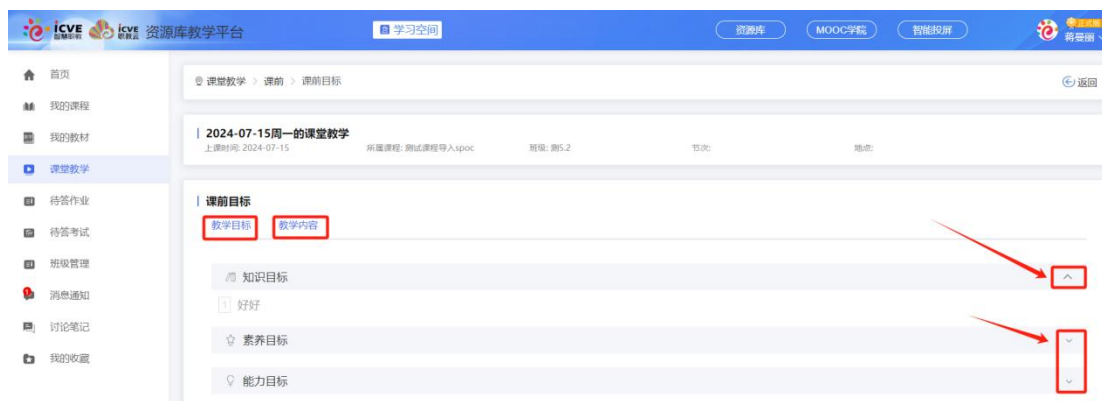 icve 智慧职教 icve 职教云 资源库教学平台 学习空间 资源库 MOOC学院 智能投屏 蒋曼丽
首页
我的课程
我的教材
课堂教学
待答作业
待答考试
班级管理
消息通知
讨论笔记
我的收藏
课堂教学 > 课前 > 课前目标 返回
2024-07-15周一的课堂教学
上课时间: 2024-07-15 所属课程: 测试课程导入spoc 班级: 测5.2 节次: 地点:
课前目标
教学目标 教学内容
知识目标
1 好好
素养目标
能力目标